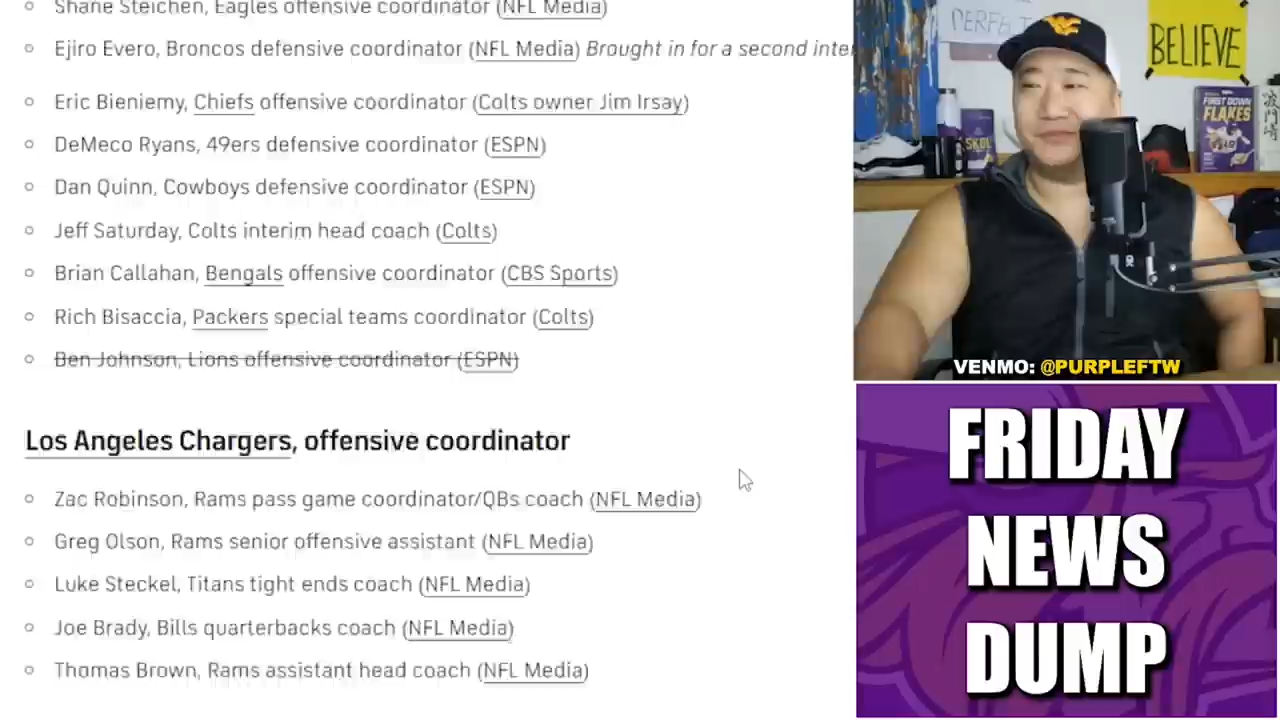 Shane Steichen, Eagles offensive coordinator (NFL Media)
Ejiro Evero, Broncos defensive coordinator (NFL Media) Brought in for a second inter
Eric Bieniemy, Chiefs offensive coordinator (Colts owner Jim Irsay)
DeMeco Ryans, 49ers defensive coordinator (ESPN)
Dan Quinn, Cowboys defensive coordinator (ESPN)
Jeff Saturday, Colts interim head coach (Colts)
Brian Callahan, Bengals offensive coordinator (CBS Sports)
Rich Bisaccia, Packers special teams coordinator (Colts)
Ben Johnson, Lions offensive coordinator (ESPN)
Los Angeles Chargers, offensive coordinator
Zac Robinson, Rams pass game coordinator/QBs coach (NFL Media)
Greg Olson, Rams senior offensive assistant (NFL Media)
Luke Steckel, Titans tight ends coach (NFL Media)
Joe Brady, Bills quarterbacks coach (NFL Media)
Thomas Brown, Rams assistant head coach (NFL Media)
BELIEVE
FIRST DOWN
FLAKES
SKOL
VENMO: @PURPLEFTW
FRIDAY
NEWS
DUMP